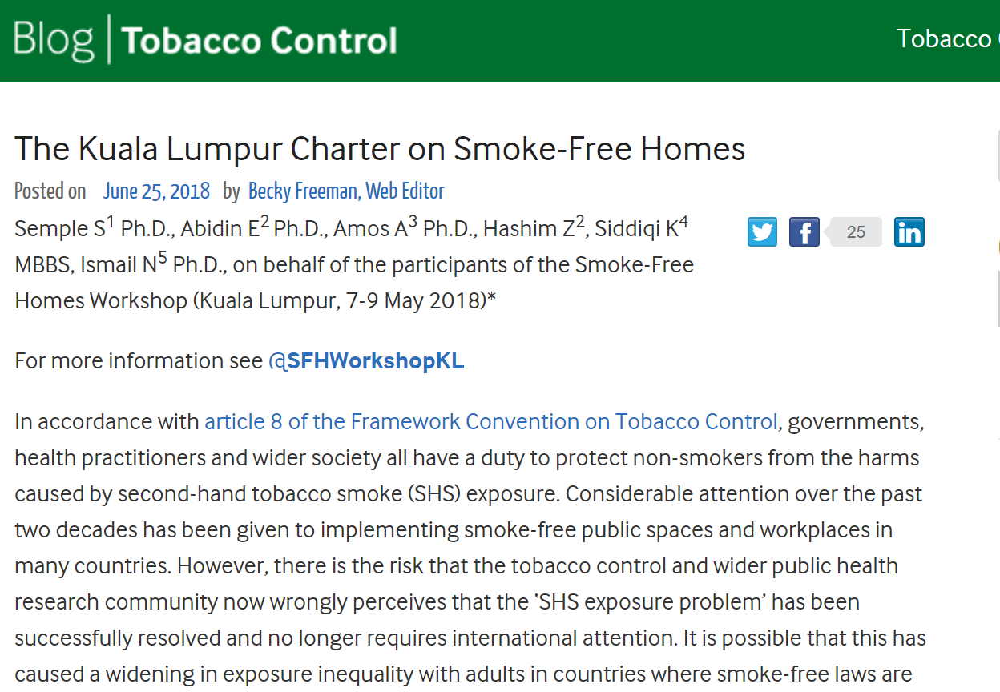 Blog | Tobacco Control
Tobacco
The Kuala Lumpur Charter on Smoke-Free Homes
Posted on June 25, 2018 by Becky Freeman, Web Editor
Semple S1 Ph.D., Abidin E2 Ph.D., Amos A3 Ph.D., Hashim Z2, Siddiqi K4
25
in
MBBS, Ismail N5 Ph.D., on behalf of the participants of the Smoke-Free
Homes Workshop (Kuala Lumpur, 7-9 May 2018)*
For more information see @SFHWorkshopKL
In accordance with article 8 of the Framework Convention on Tobacco Control, governments,
health practitioners and wider society all have a duty to protect non-smokers from the harms
caused by second-hand tobacco smoke (SHS) exposure. Considerable attention over the past
two decades has been given to implementing smoke-free public spaces and workplaces in
many countries. However, there is the risk that the tobacco control and wider public health
research community now wrongly perceives that the ‘SHS exposure problem’ has been
successfully resolved and no longer requires international attention. It is possible that this has
caused a widening in exposure inequality with adults in countries where smoke-free laws are